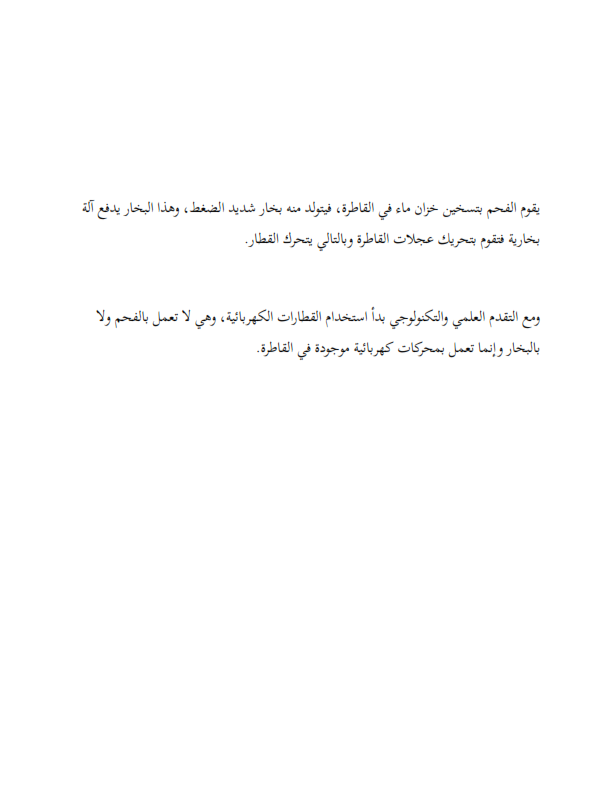 يقوم الفحم بتسخين خزان ماء في القاطرة، فيتولد منه بخار شديد الضغط، وهذا البخار يدفع آلة
بخارية فتقوم بتحريك عجلات القاطرة وبالتالي يتحرك القطار.
ومع التقدم العلمي والتكنولوجي بدأ استخدام القطارات الكهربائية، وهي لا تعمل بالفحم ولا
بالبخار وإنما تعمل بمحركات كهربائية موجودة في القاطرة.